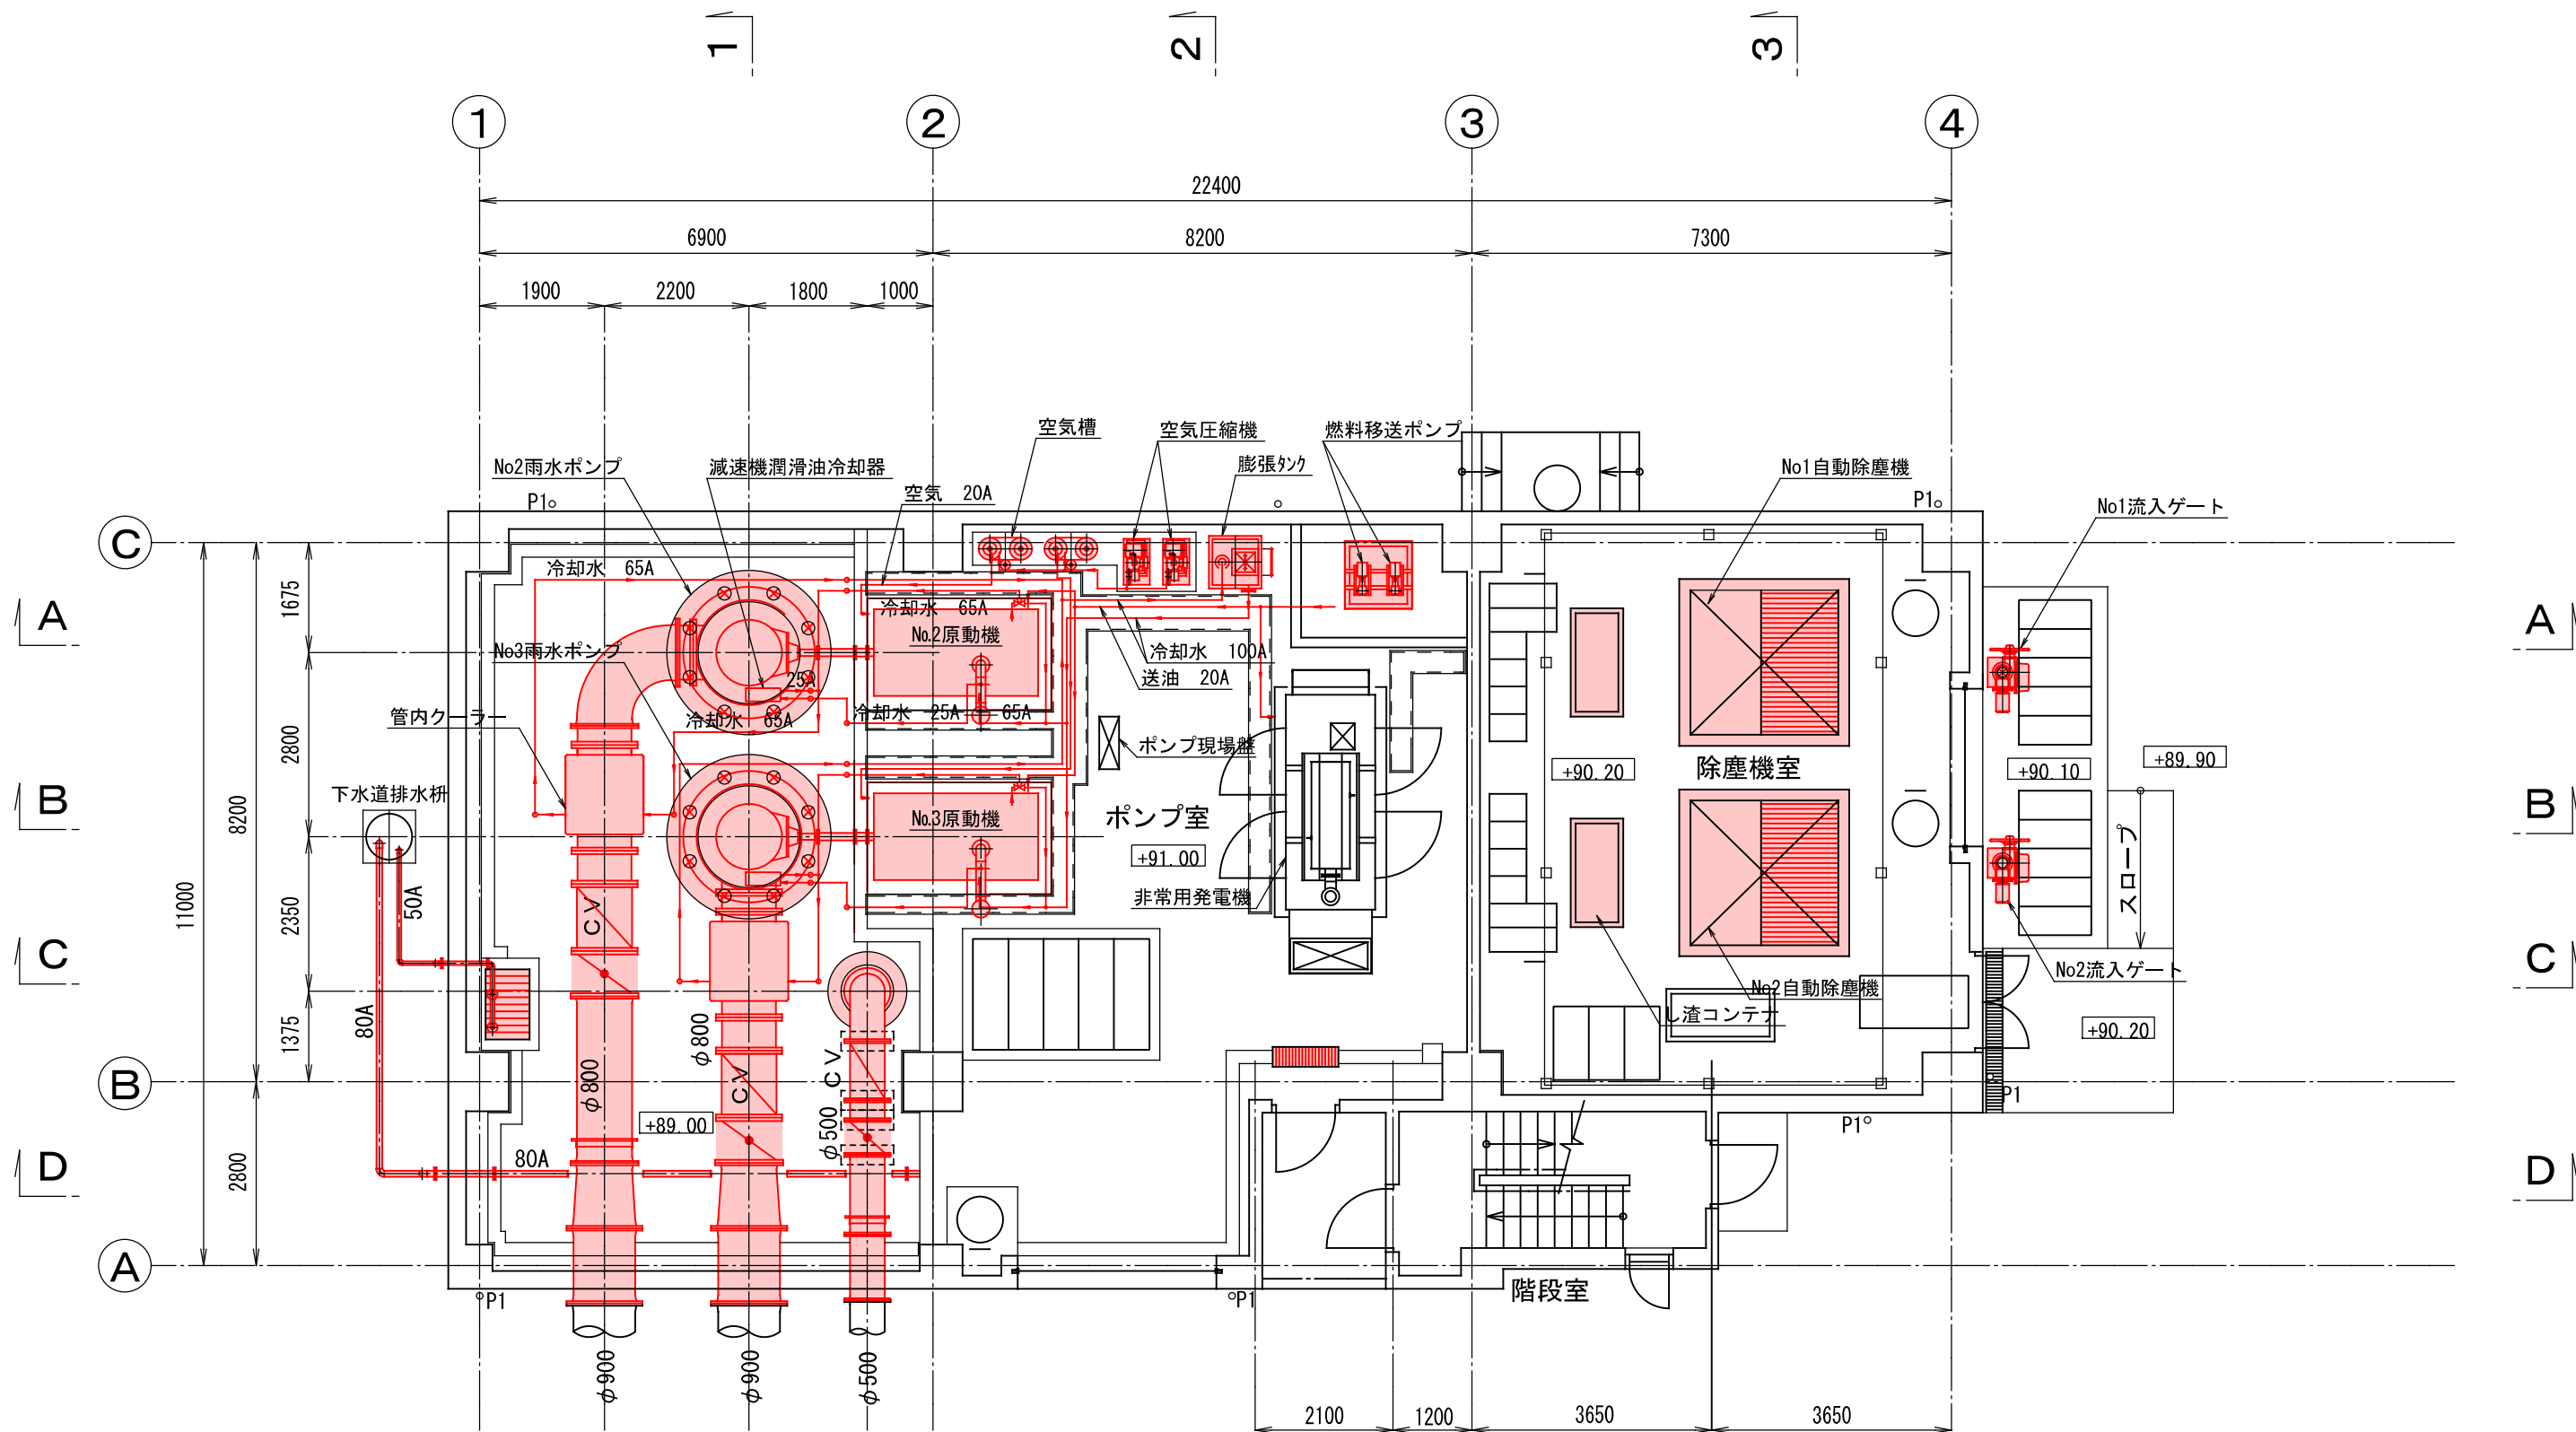 1
2
3
1
2
3
4
22400
6900
8200
7300
1900
2200
1800
1000
空気槽
空気圧縮機
燃料移送ポンプ
No2雨水ポンプ
減速機潤滑油冷却器
膨張タンク
No1自動除塵機
空気 20A
P1
P1
No1流入ゲート
C
冷却水 65A
1675
冷却水 65A
A
A
No.2原動機
No3雨水ポンプ
冷却水 100A
送油 20A
25A
管内クーラー
冷却水 65A
冷却水 25A
65A
2800
ポンプ現場盤
+89.90
除塵機室
+90.20
+90.10
下水道排水桝
B
B
8200
No.3原動機
ポンプ室
+91.00
スロープ
非常用発電機
50A
11000
2350
CV
C
C
No2流入ゲート
No2自動除塵機
し渣コンテナ
80A
1375
φ800
CV
+90.20
B
φ800
CV
P1
+89.00
φ500
P1
D
80A
D
2800
A
階段室
P1
P1
φ900
φ900
φ500
2100
1200
3650
3650